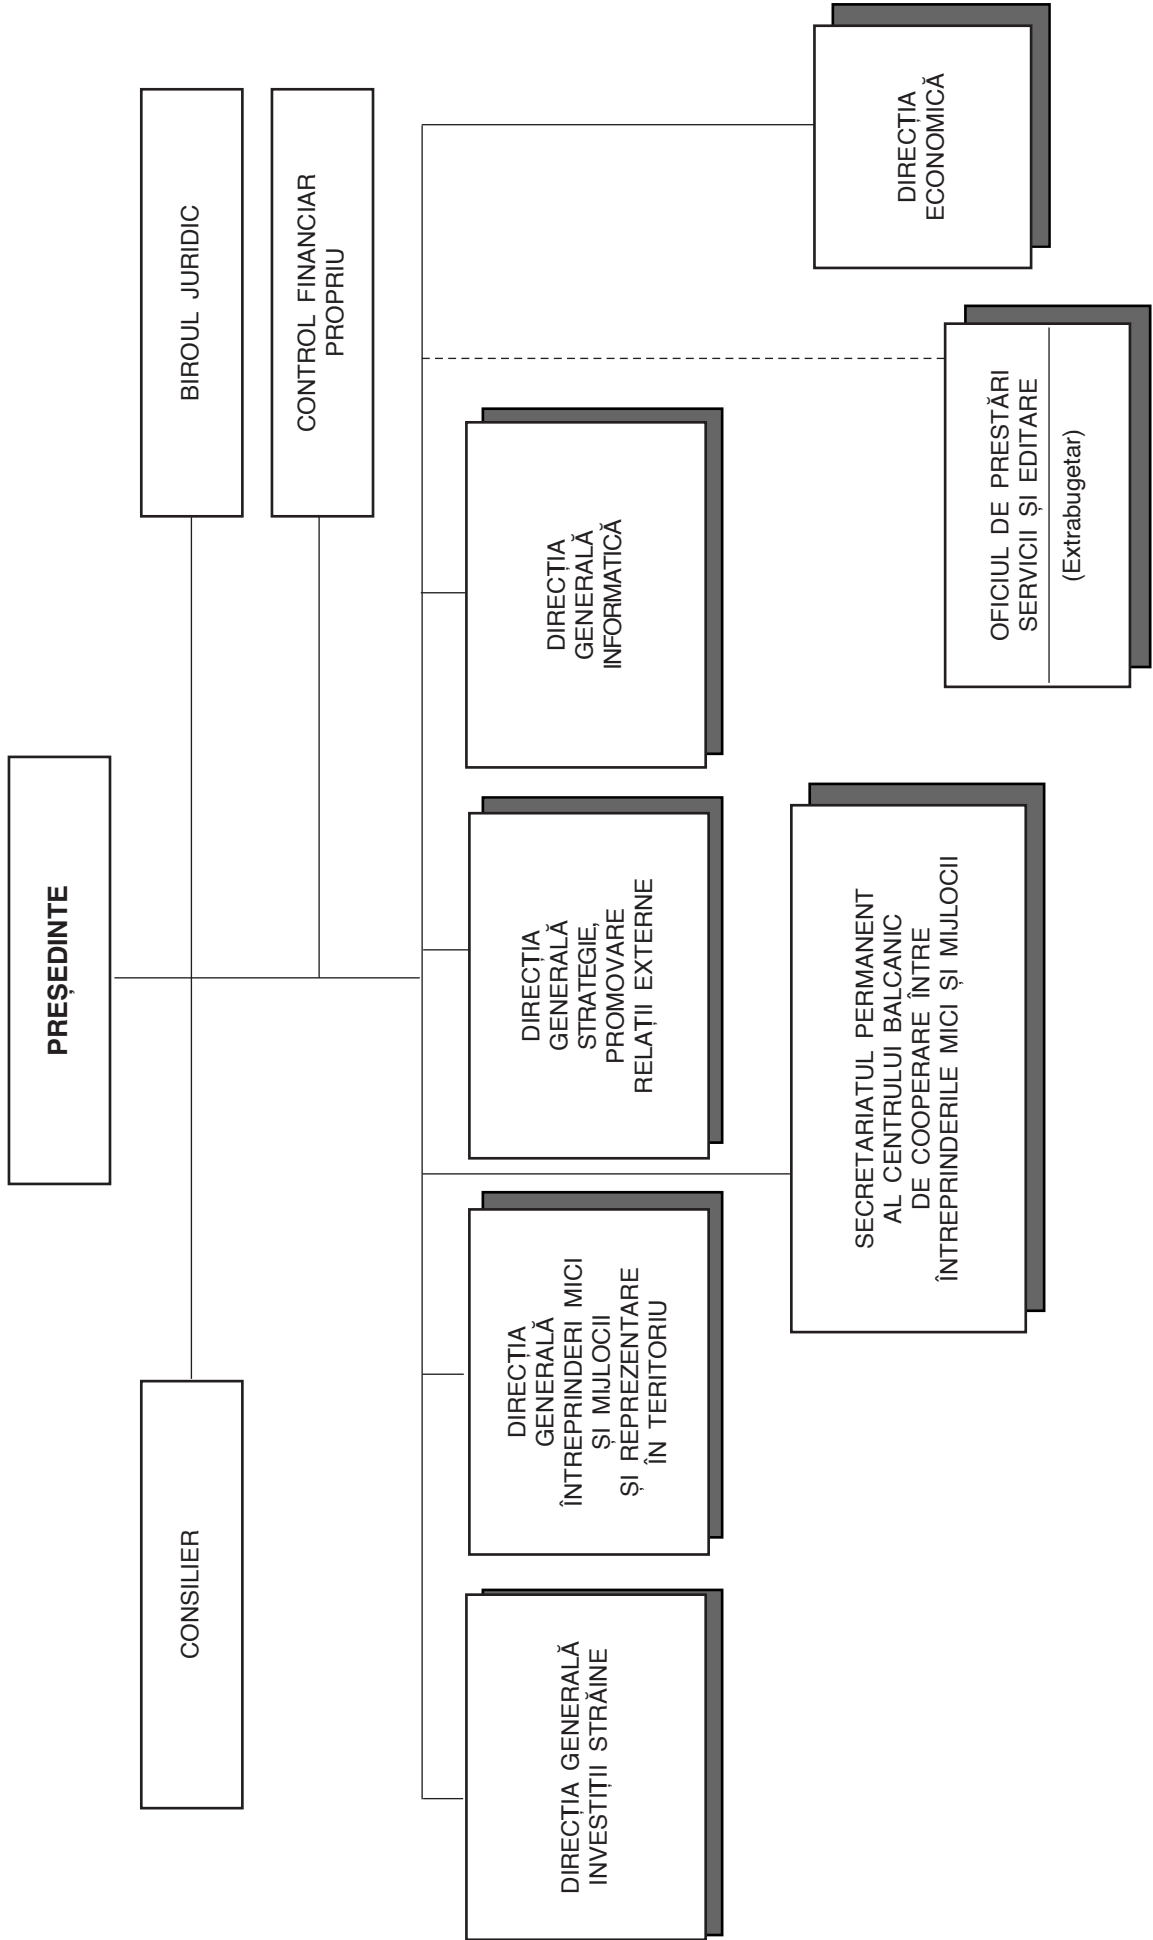 PREȘEDINTE
CONSILIER
BIROUL JURIDIC
CONTROL FINANCIAR
PROPRIU
DIRECȚIA GENERALĂ
INVESTIȚII STRĂINE
DIRECȚIA
GENERALĂ
ÎNTREPRINDERI MICI
ȘI MIJLOCII
ȘI REPREZENTARE
ÎN TERITORIU
DIRECȚIA
GENERALĂ
STRATEGIE,
PROMOVARE
RELAȚII EXTERNE
DIRECȚIA
GENERALĂ
INFORMATICĂ
SECRETARIATUL PERMANENT
AL CENTRULUI BALCANIC
DE COOPERARE ÎNTRE
ÎNTREPRINDERILE MICI ȘI MIJLOCII
OFICIUL DE PRESTĂRI
SERVICII ȘI EDITARE
(Extrabugetar)
DIRECȚIA
ECONOMICĂ